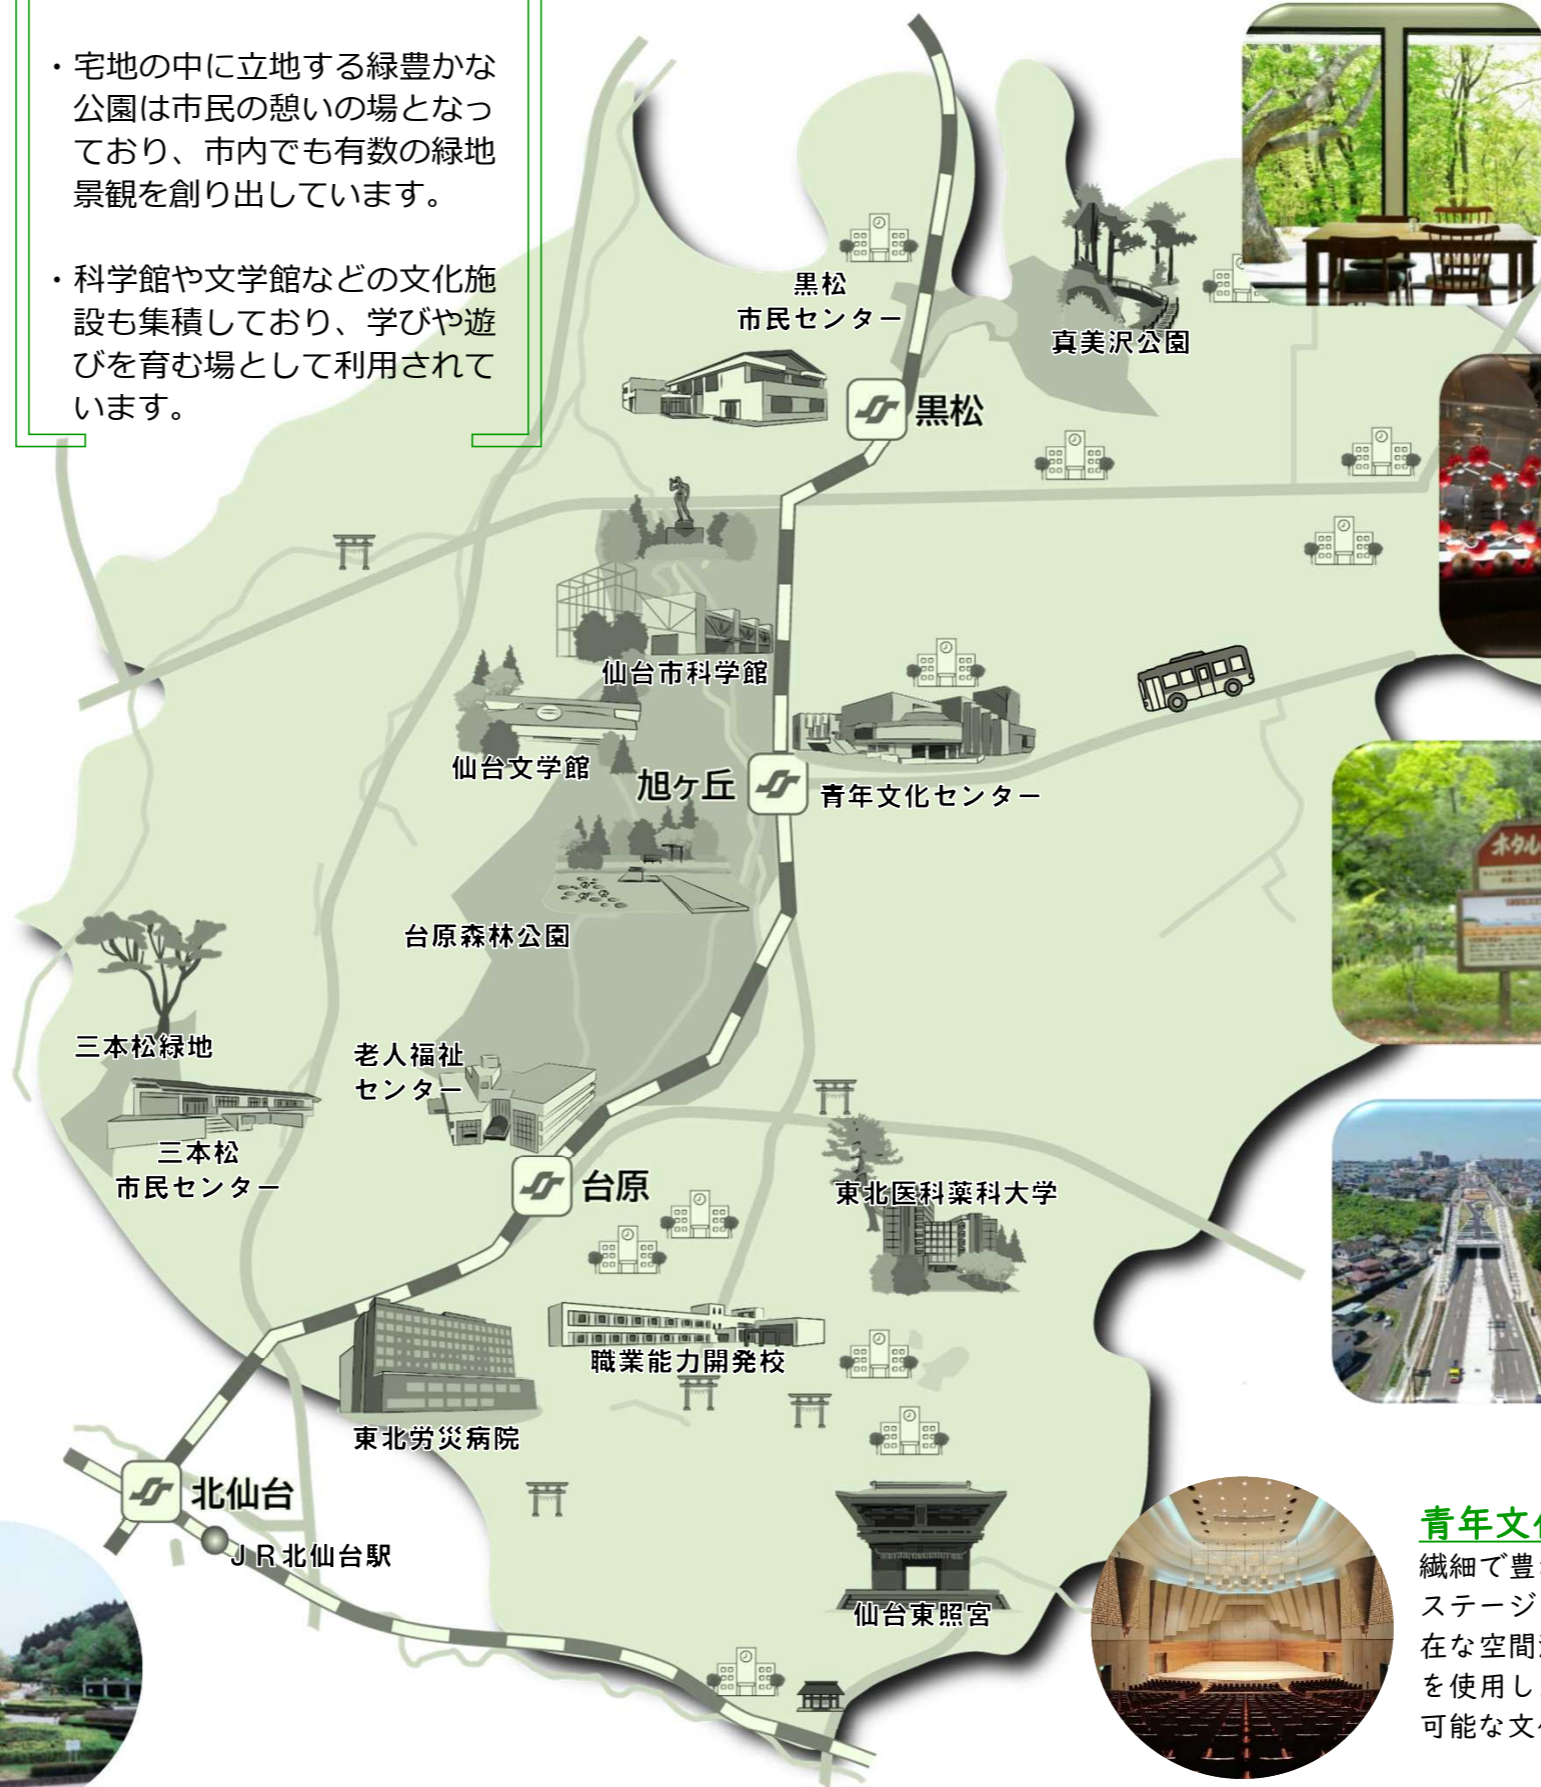 ・宅地の中に立地する緑豊かな
公園は市民の憩いの場となっ
ており、市内でも有数の緑地
景観を創り出しています。
・科学館や文学館などの文化施
設も集積しており、学びや遊
びを育む場として利用されて
います。
黒松
市民センター
真美沢公園
黒松
仙台市科学館
仙台文学館
旭ヶ丘
青年文化センター
台原森林公園
ホタル
三本松緑地
老人福祉
センター
三本松
市民センター
台原
東北医科薬科大学
職業能力開発校
東北労災病院
北仙台
JR北仙台駅
仙台東照宮
青年文
繊細で豊
ステージ
在な空間
を使用し
可能な文